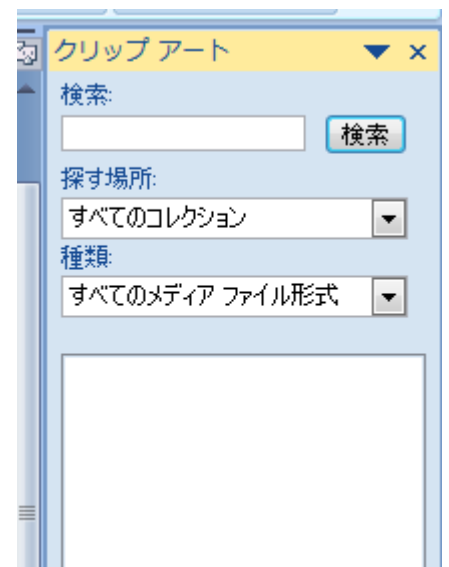 クリップ アート
検索:
検索
探す場所:
すべてのコレクション
種類:
すべてのメディア ファイル形式